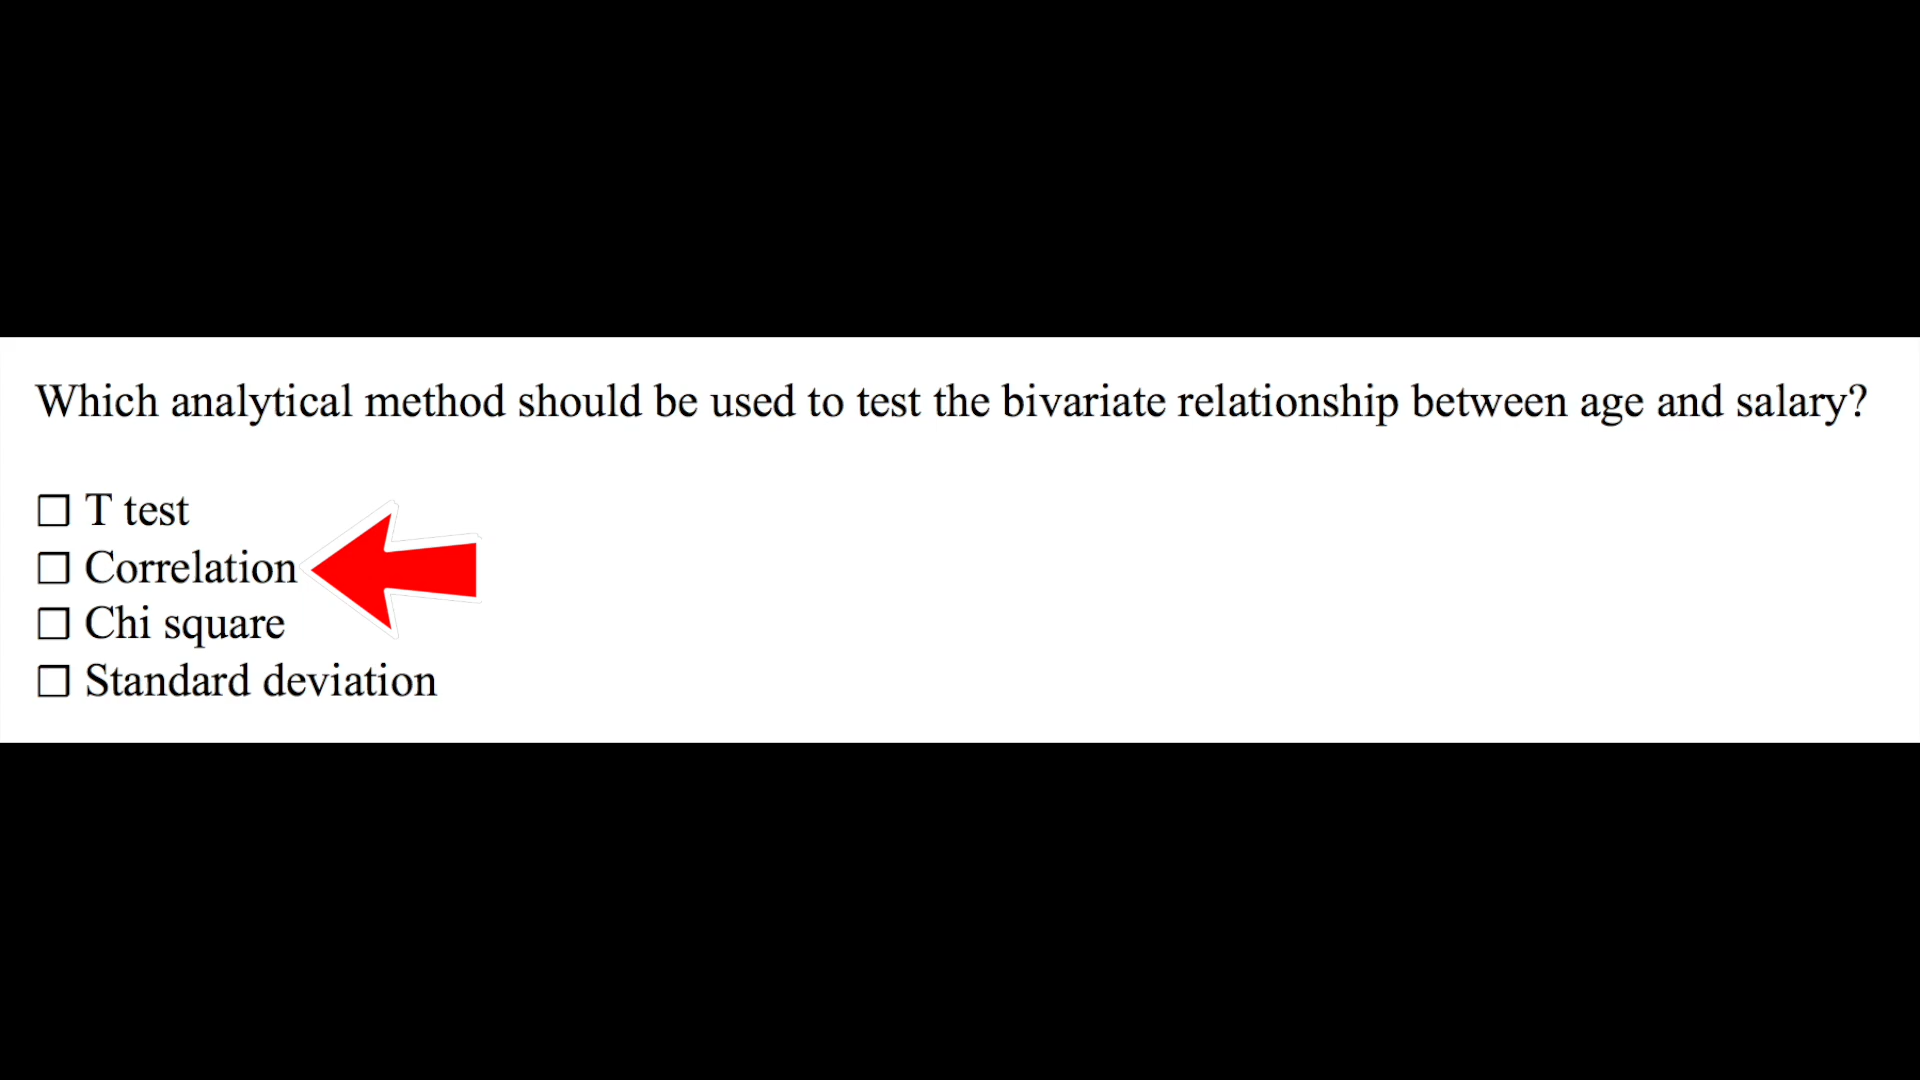 Which analytical method should be used to test the bivariate relationship between age and salary?
☐ T test
☐ Correlation
☐ Chi square
☐ Standard deviation